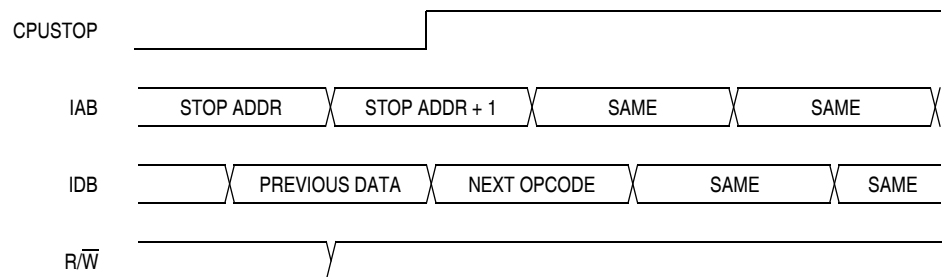 CPUSTOP
IAB STOP ADDR STOP ADDR + 1 SAME SAME
IDB PREVIOUS DATA NEXT OPCODE SAME SAME
R/W̅